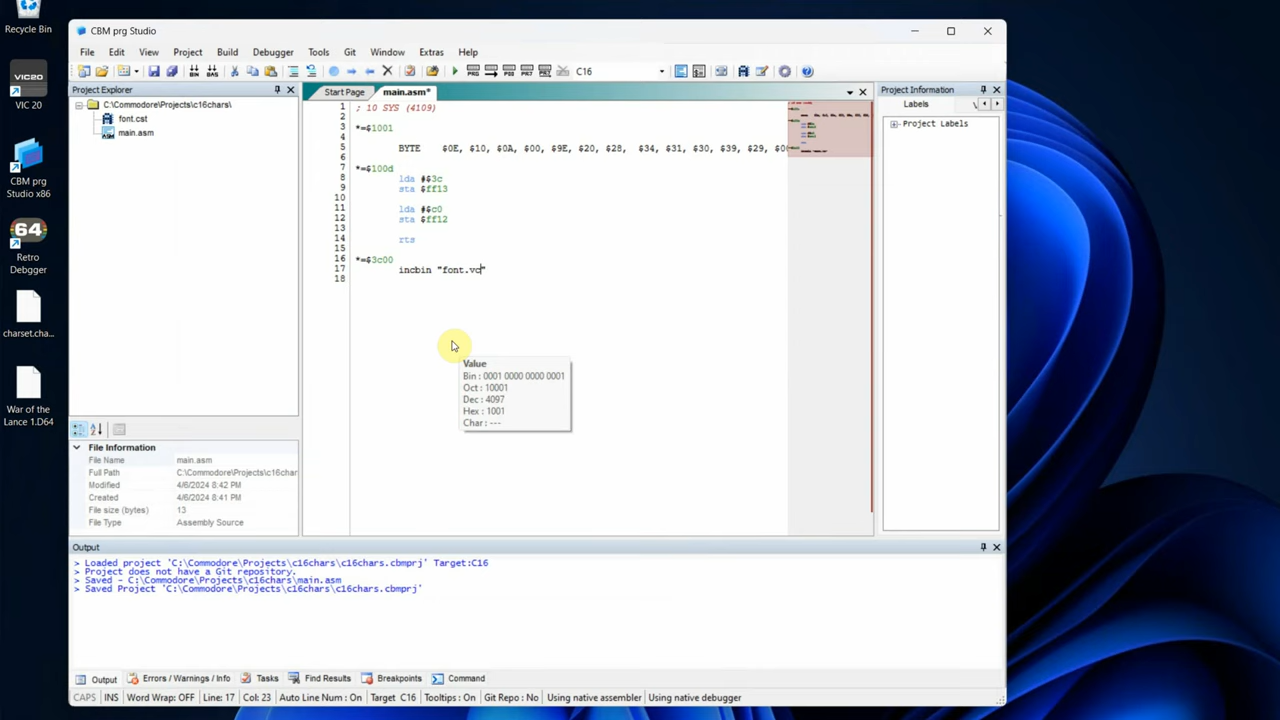 Recycle Bin
VIC20
VIC 20
CBM prg
Studio x86
64
Retro
Debgger
charset.cha...
War of the
Lance 1.D64
CBM prg Studio
File Edit View Project Build Debugger Tools Git Window Extras Help
BIN BAS PRG PRG C16
Project Explorer
C:\Commodore\Projects\c16chars\
font.cst
main.asm
Start Page main.asm*
1 ; 10 SYS (4109)
2
3 *=$1001
4
5 BYTE $0E, $10, $0A, $00, $9E, $20, $28, $34, $31, $30, $39, $29, $0
6
7 *=$100d
8 lda #$3c
9 sta $ff13
10
11 lda #$c0
12 sta $ff12
13
14 rts
15
16 *=$3c00
17 incbin "font.vc"
18
Value
Bin : 0001 0000 0000 0001
Oct : 10001
Dec : 4097
Hex : 1001
Char : ---
Project Information
Labels
Project Labels
File Information
File Name main.asm
Full Path C:\Commodore\Projects\c16char
Modified 4/6/2024 8:42 PM
Created 4/6/2024 8:41 PM
File size (bytes) 13
File Type Assembly Source
Output
> Loaded project 'C:\Commodore\Projects\c16chars\c16chars.cbmprj' Target:C16
> Project does not have a Git repository.
> Saved - C:\Commodore\Projects\c16chars\main.asm
> Saved Project 'C:\Commodore\Projects\c16chars\c16chars.cbmprj'
Output Errors / Warnings / Info Tasks Find Results Breakpoints Command
CAPS INS Word Wrap: OFF Line: 17 Col: 23 Auto Line Num : On Target C16 Tooltips : On Git Repo: No Using native assembler Using native debugger